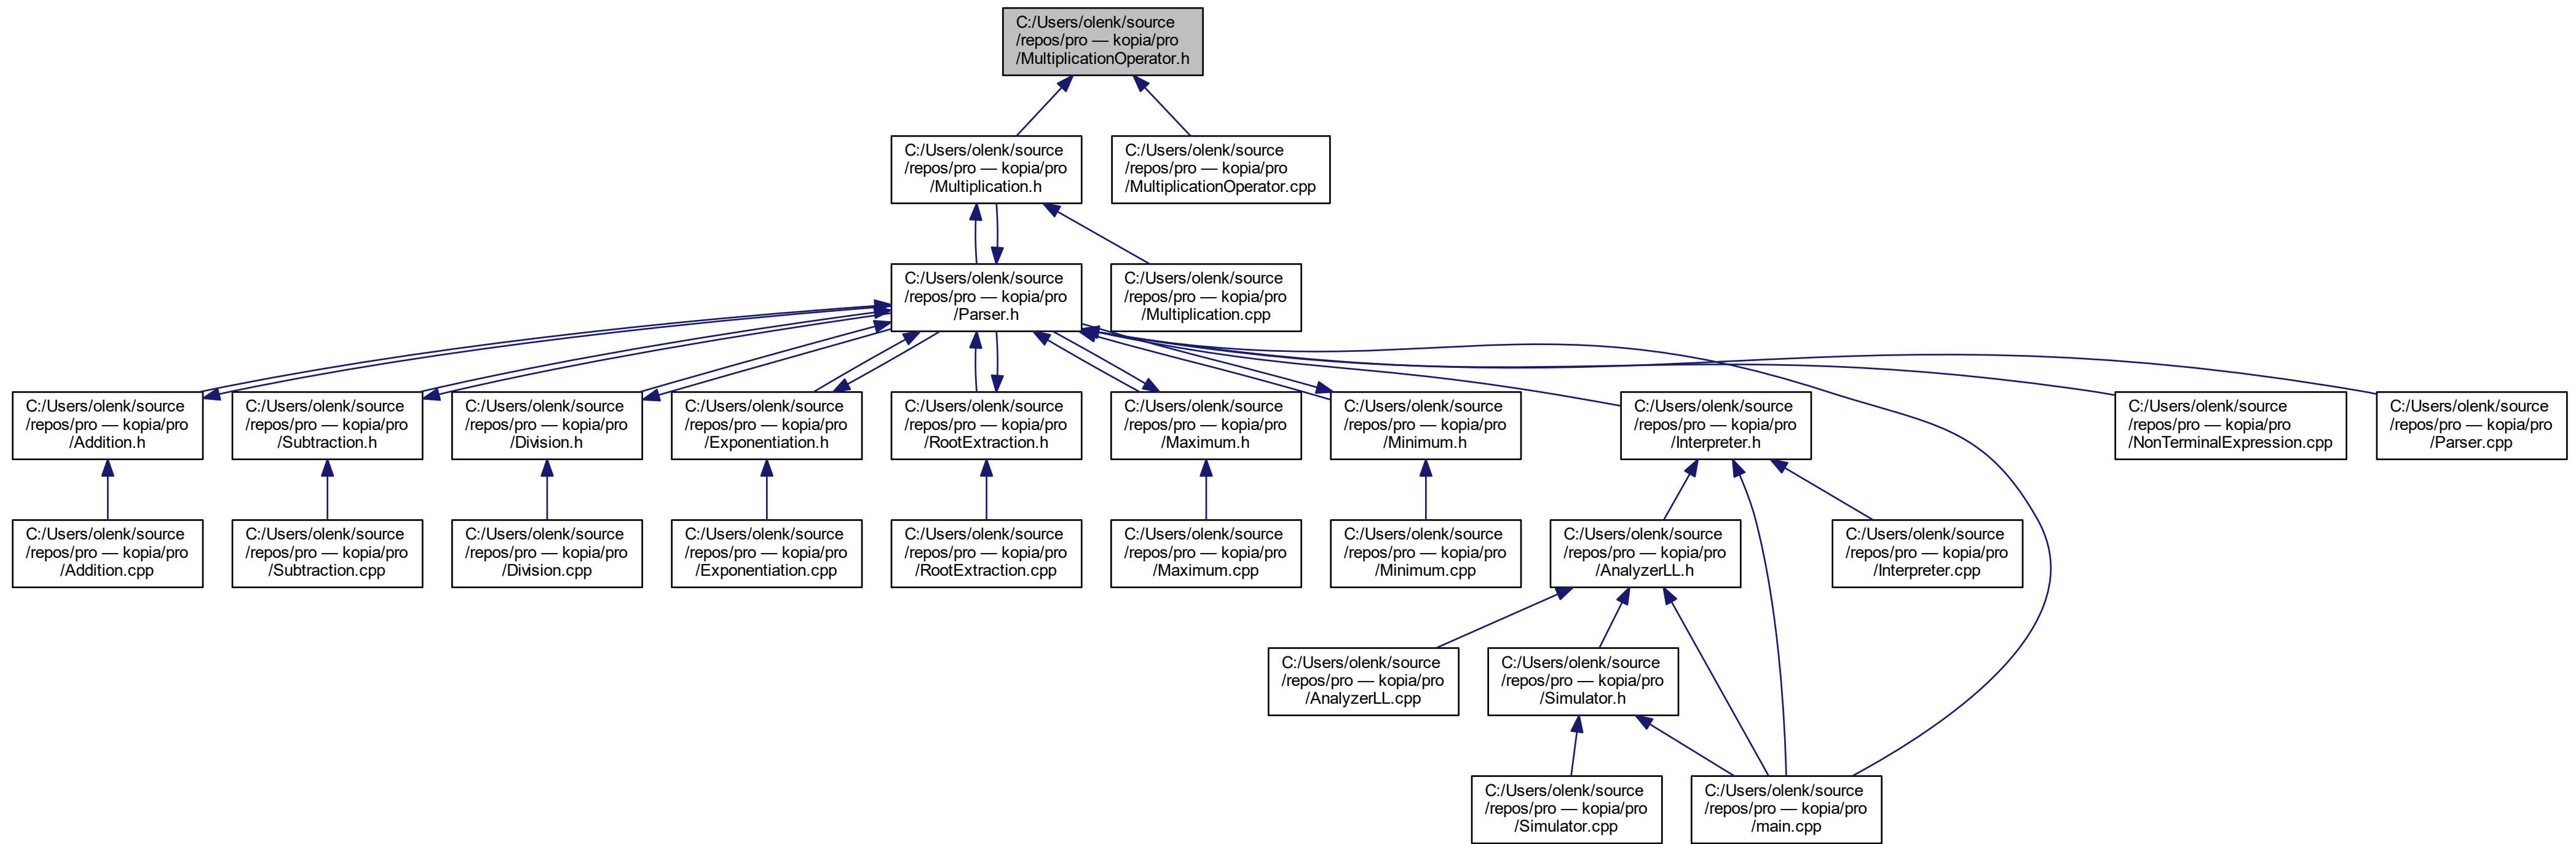 C:/Users/olenk/source
/repos/pro — kopia/pro
/MultiplicationOperator.h
C:/Users/olenk/source
/repos/pro — kopia/pro
/Multiplication.h
C:/Users/olenk/source
/repos/pro — kopia/pro
/MultiplicationOperator.cpp
C:/Users/olenk/source
/repos/pro — kopia/pro
/Parser.h
C:/Users/olenk/source
/repos/pro — kopia/pro
/Multiplication.cpp
C:/Users/olenk/source
/repos/pro — kopia/pro
/Addition.h
C:/Users/olenk/source
/repos/pro — kopia/pro
/Subtraction.h
C:/Users/olenk/source
/repos/pro — kopia/pro
/Division.h
C:/Users/olenk/source
/repos/pro — kopia/pro
/Exponentiation.h
C:/Users/olenk/source
/repos/pro — kopia/pro
/RootExtraction.h
C:/Users/olenk/source
/repos/pro — kopia/pro
/Maximum.h
C:/Users/olenk/source
/repos/pro — kopia/pro
/Minimum.h
C:/Users/olenk/source
/repos/pro — kopia/pro
/Interpreter.h
C:/Users/olenk/source
/repos/pro — kopia/pro
/NonTerminalExpression.cpp
C:/Users/olenk/source
/repos/pro — kopia/pro
/Parser.cpp
C:/Users/olenk/source
/repos/pro — kopia/pro
/Addition.cpp
C:/Users/olenk/source
/repos/pro — kopia/pro
/Subtraction.cpp
C:/Users/olenk/source
/repos/pro — kopia/pro
/Division.cpp
C:/Users/olenk/source
/repos/pro — kopia/pro
/Exponentiation.cpp
C:/Users/olenk/source
/repos/pro — kopia/pro
/RootExtraction.cpp
C:/Users/olenk/source
/repos/pro — kopia/pro
/Maximum.cpp
C:/Users/olenk/source
/repos/pro — kopia/pro
/Minimum.cpp
C:/Users/olenk/source
/repos/pro — kopia/pro
/AnalyzerLL.h
C:/Users/olenk/source
/repos/pro — kopia/pro
/Interpreter.cpp
C:/Users/olenk/source
/repos/pro — kopia/pro
/AnalyzerLL.cpp
C:/Users/olenk/source
/repos/pro — kopia/pro
/Simulator.h
C:/Users/olenk/source
/repos/pro — kopia/pro
/Simulator.cpp
C:/Users/olenk/source
/repos/pro — kopia/pro
/main.cpp